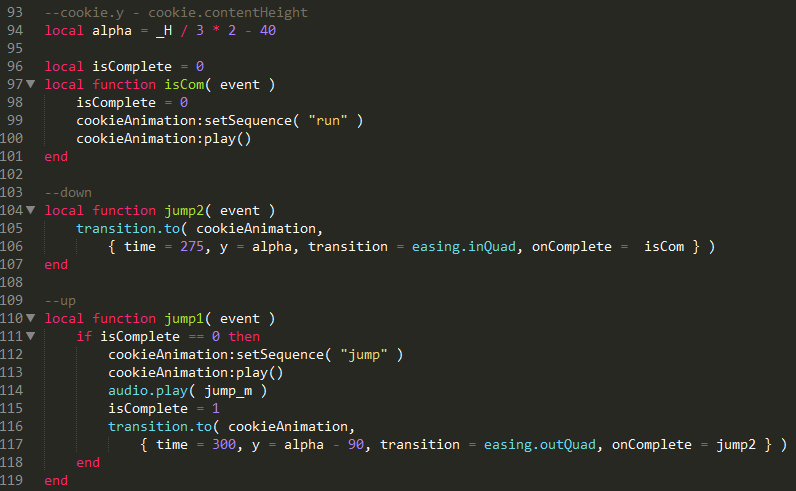 93 --cookie.y - cookie.contentHeight
94 local alpha = _H / 3 * 2 - 40
95
96 local isComplete = 0
97 local function isCom( event )
98 isComplete = 0
99 cookieAnimation:setSequence( "run" )
100 cookieAnimation:play()
101 end
102
103 --down
104 local function jump2( event )
105 transition.to( cookieAnimation,
106 { time = 275, y = alpha, transition = easing.inQuad, onComplete =  isCom } )
107 end
108
109 --up
110 local function jump1( event )
111 if isComplete == 0 then
112 cookieAnimation:setSequence( "jump" )
113 cookieAnimation:play()
114 audio.play( jump_m )
115 isComplete = 1
116 transition.to( cookieAnimation,
117 { time = 300, y = alpha - 90, transition = easing.outQuad, onComplete = jump2 } )
118 end
119 end